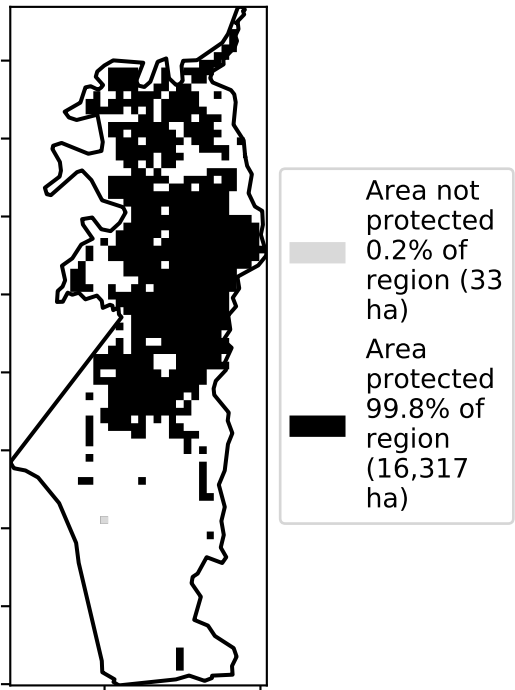 Area not
protected
0.2% of
region (33
ha)
Area
protected
99.8% of
region
(16,317
ha)